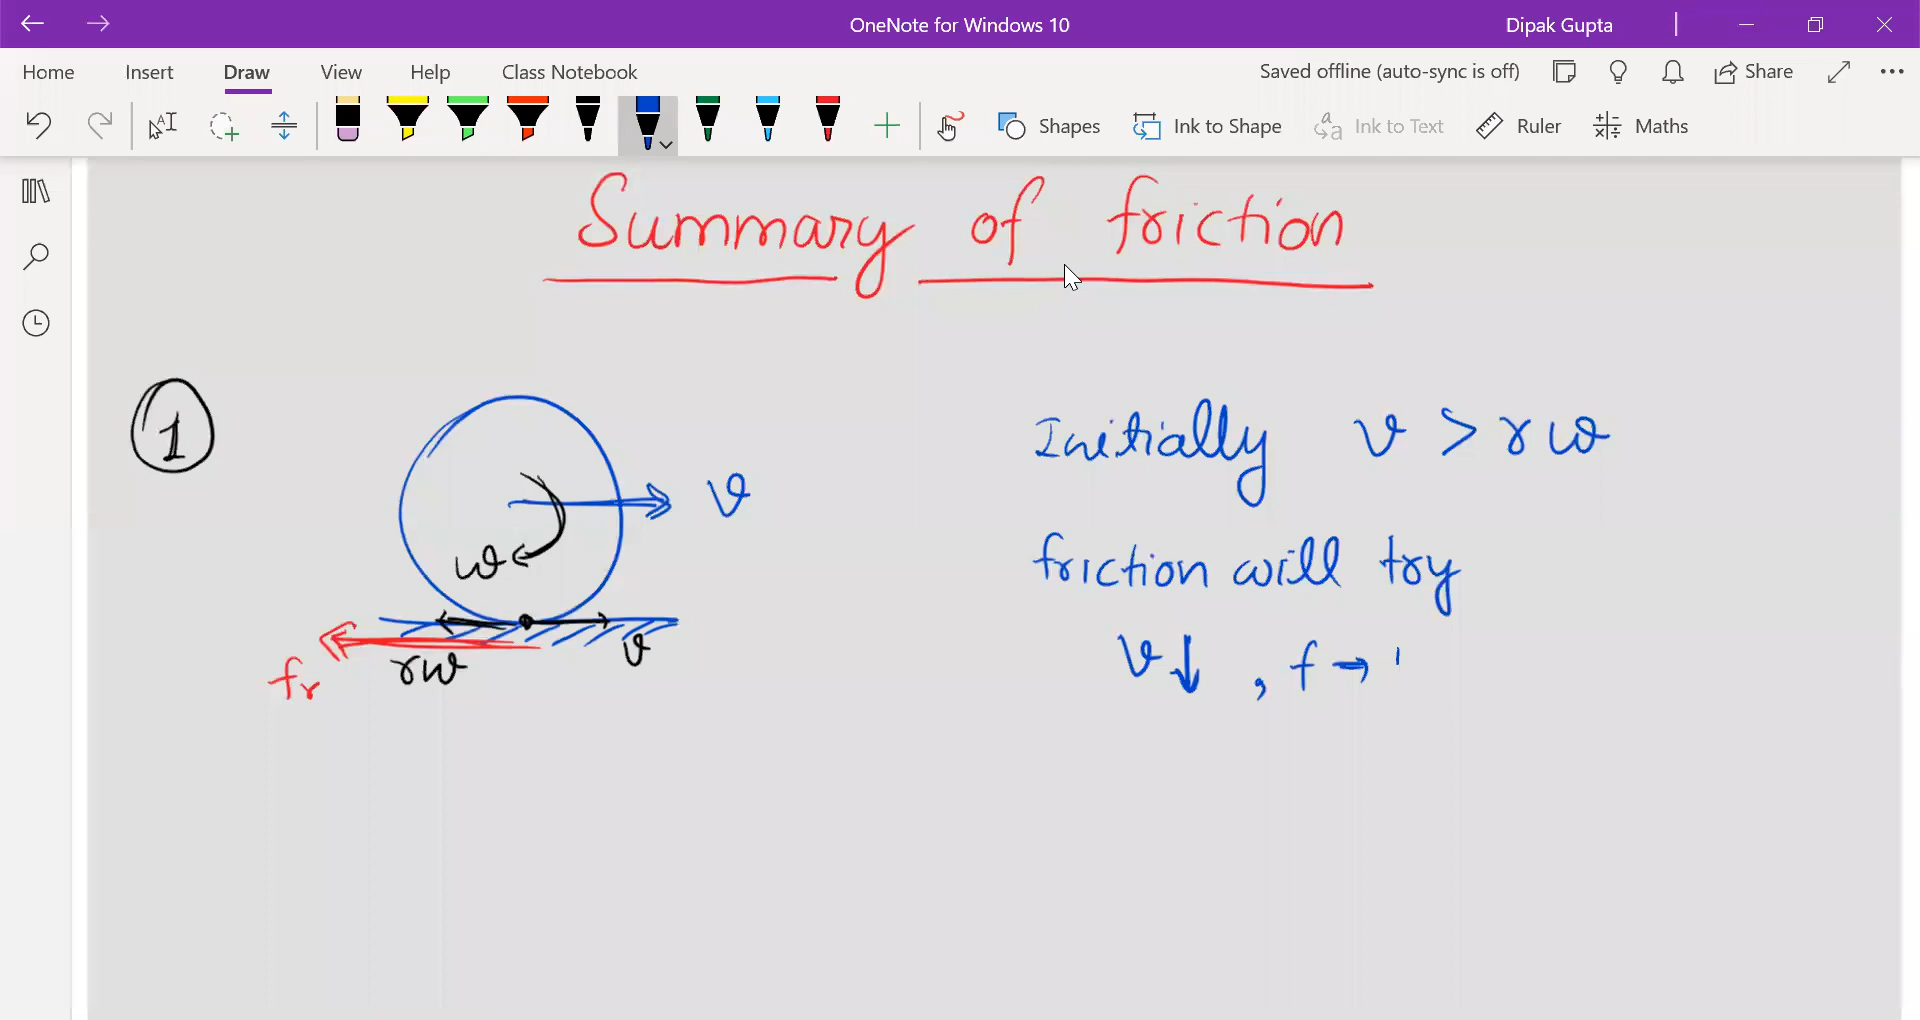 OneNote for Windows 10
Dipak Gupta
Home Insert Draw View Help Class Notebook
Saved offline (auto-sync is off) Share
Shapes Ink to Shape Ink to Text Ruler Maths
Summary of friction
1
Initially v > rω
v
ω
friction will try
v
rω
fr
v↓ , f →